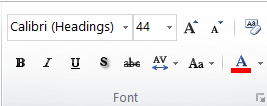 Calibri (Headings) 44 A A
B I U S abc AV Aa A
Font